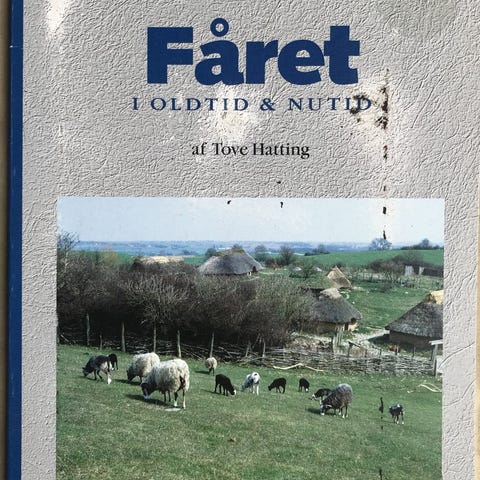 Fåret
I OLDTID & NUTID
af Tove Hatting